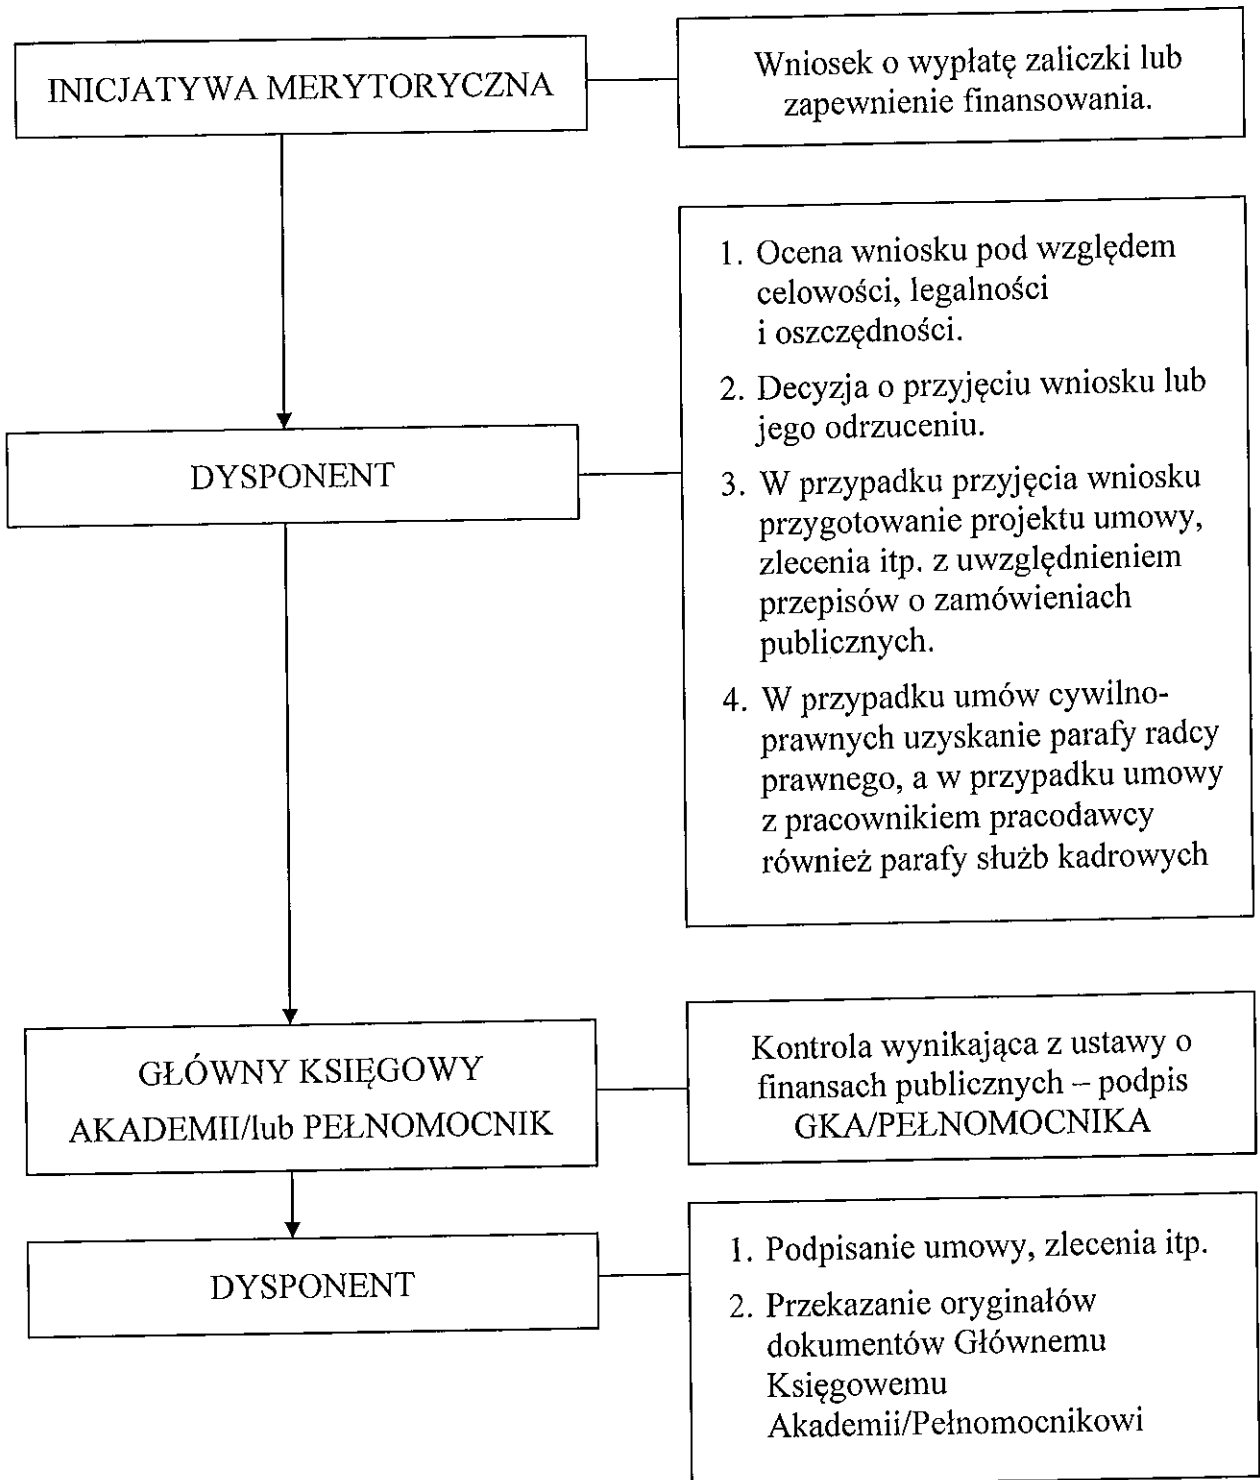 INICJATYWA MERYTORYCZNA
Wniosek o wypłatę zaliczki lub
zapewnienie finansowania.
DYSPONENT
1. Ocena wniosku pod względem
celowości, legalności
i oszczędności.
2. Decyzja o przyjęciu wniosku lub
jego odrzuceniu.
3. W przypadku przyjęcia wniosku
przygotowanie projektu umowy,
zlecenia itp. z uwzględnieniem
przepisów o zamówieniach
publicznych.
4. W przypadku umów cywilno-
prawnych uzyskanie parafy radcy
prawnego, a w przypadku umowy
z pracownikiem pracodawcy
również parafy służb kadrowych
GŁÓWNY KSIĘGOWY
AKADEMII/lub PEŁNOMOCNIK
Kontrola wynikająca z ustawy o
finansach publicznych – podpis
GKA/PEŁNOMOCNIKA
DYSPONENT
1. Podpisanie umowy, zlecenia itp.
2. Przekazanie oryginałów
dokumentów Głównemu
Księgowemu
Akademii/Pełnomocnikowi